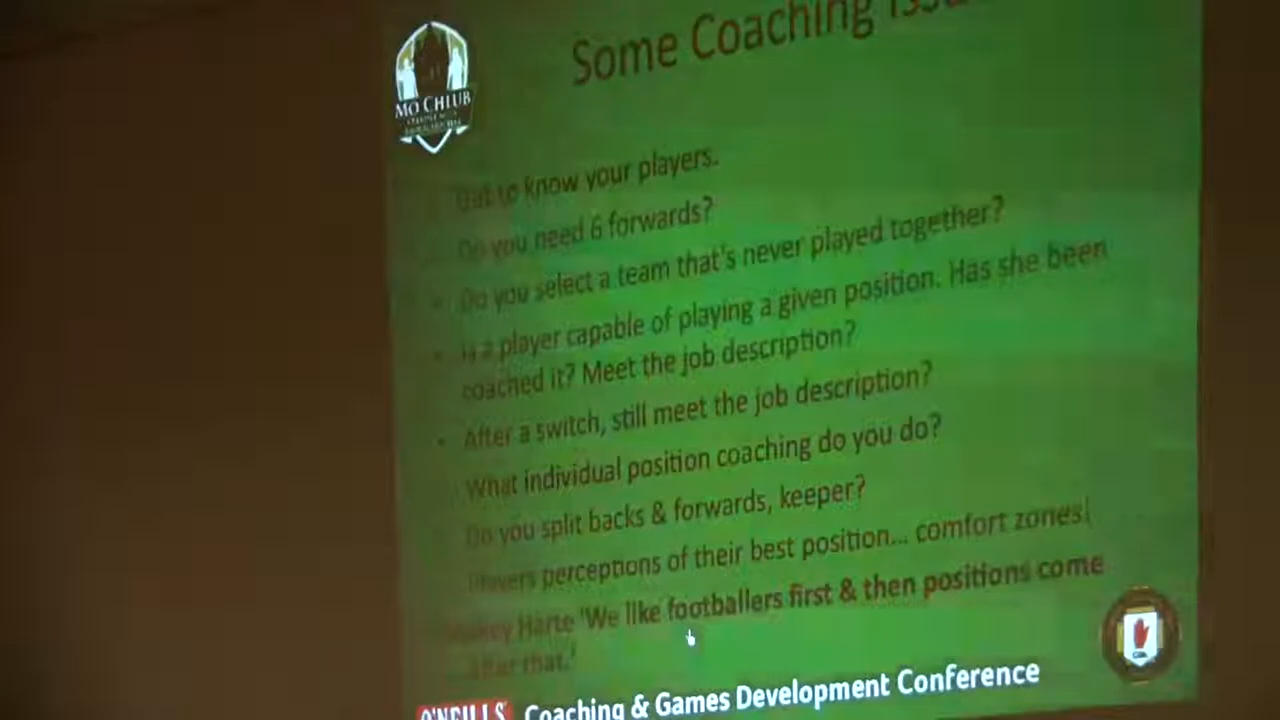 Some Coaching
MO CHLUB
Get to know your players.
Do you need 6 forwards?
Do you select a team that's never played together?
Is a player capable of playing a given position. Has she been
coached it? Meet the job description?
After a switch, still meet the job description?
What individual position coaching do you do?
Do you split backs & forwards, keeper?
Players perceptions of their best position... comfort zones!
Mickey Harte 'We like footballers first & then positions come
after that.'
O'NEILLS Coaching & Games Development Conference